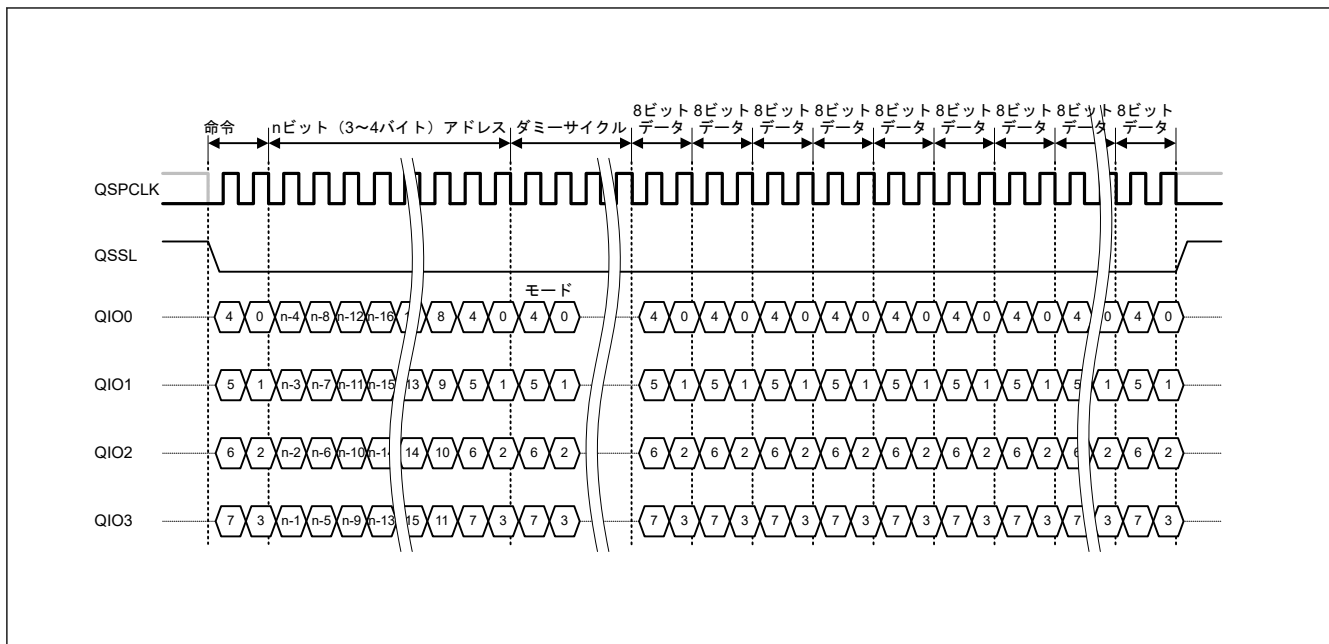 8ビット 8ビット 8ビット 8ビット 8ビット 8ビット 8ビット 8ビット 8ビット
命令 nビット（3～4バイト）アドレス ダミーサイクル データ データ データ データ データ データ データ データ データ
QSPCLK
QSSL
モード
QIO0 4 0 n-4 n-8 n-12 n-16 8 4 0 4 0 4 0 4 0 4 0 4 0 4 0 4 0 4 0 4 0 4 0
QIO1 5 1 n-3 n-7 n-11 n-15 13 9 5 1 5 1 5 1 5 1 5 1 5 1 5 1 5 1 5 1 5 1 5 1
QIO2 6 2 n-2 n-6 n-10 n-14 14 10 6 2 6 2 6 2 6 2 6 2 6 2 6 2 6 2 6 2 6 2 6 2
QIO3 7 3 n-1 n-5 n-9 n-13 15 11 7 3 7 3 7 3 7 3 7 3 7 3 7 3 7 3 7 3 7 3 7 3